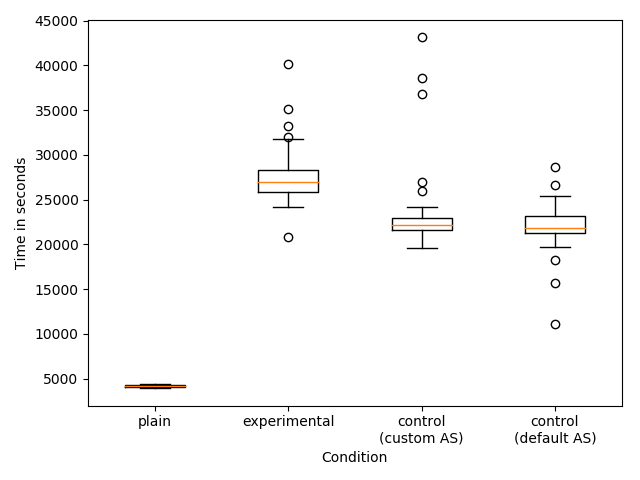 45000
40000
35000
30000
25000
20000
15000
10000
5000
Time in seconds
plain
experimental
control
(custom AS)
control
(default AS)
Condition